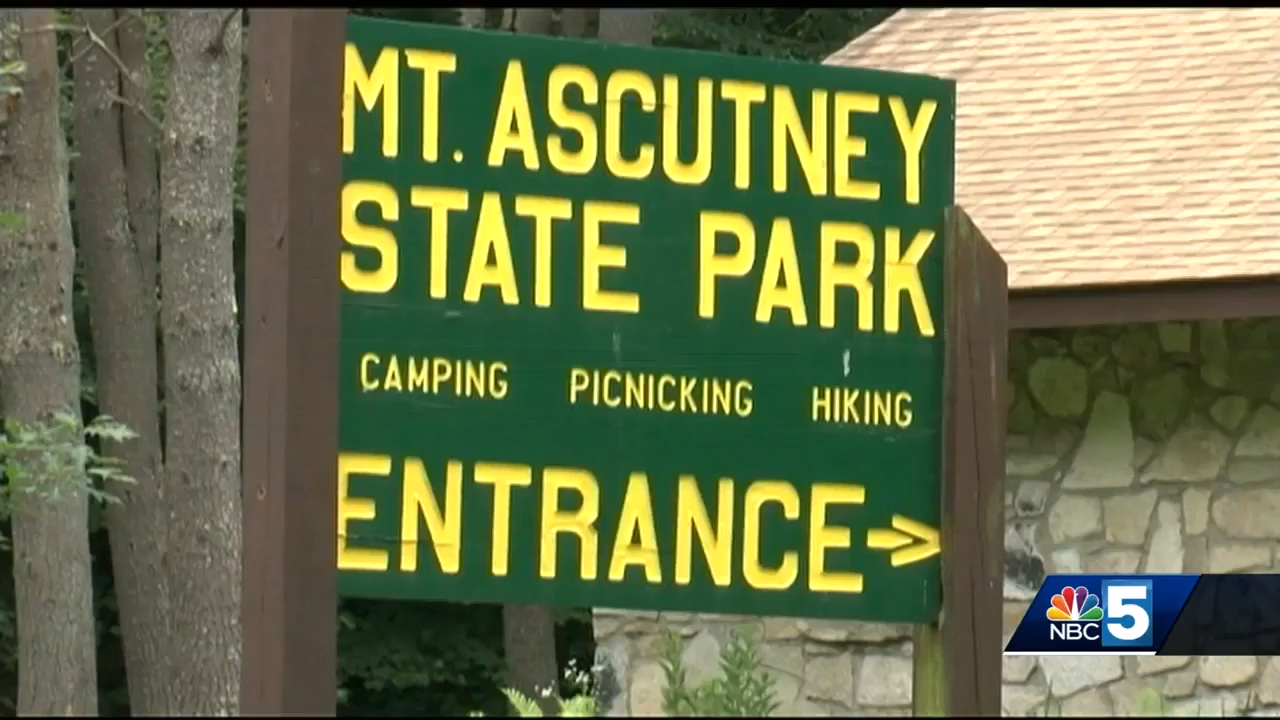 MT. ASCUTNEY
STATE PARK
CAMPING PICNICKING HIKING
ENTRANCE →
NBC 5